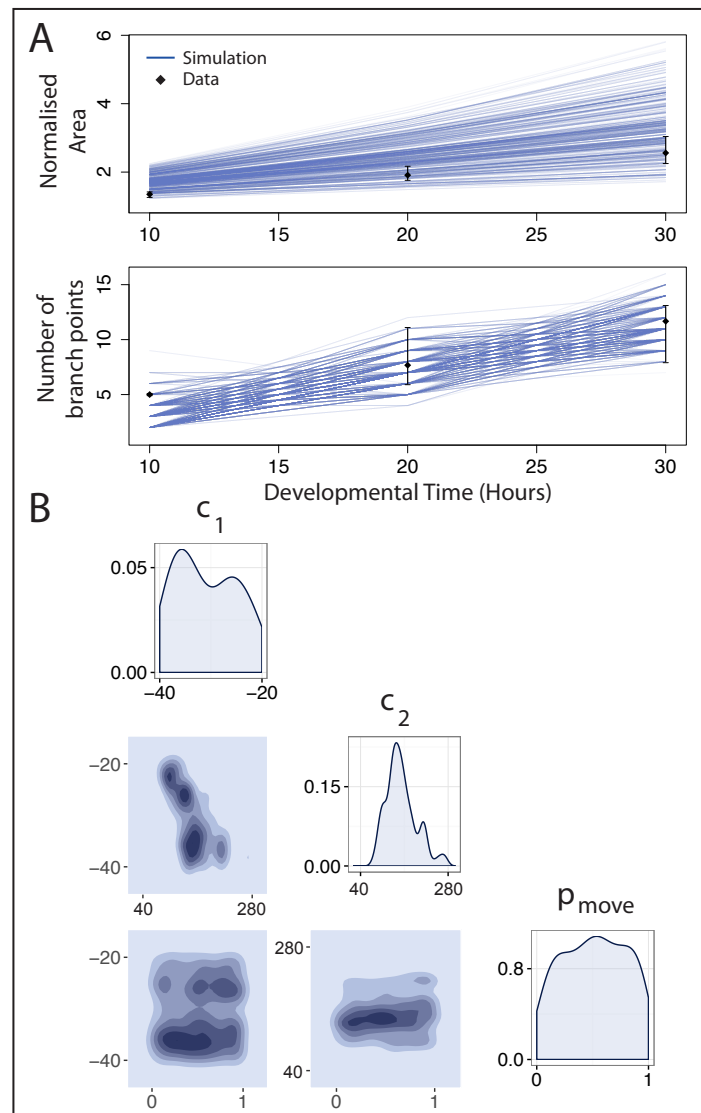 A
Normalised
Area
6
4
2
Simulation
Data
10 15 20 25 30
Number of
branch points
15
10
5
10 15 20 25 30
Developmental Time (Hours)
B
c1
0.05
0.00
−40 −20
c2
−20
−40
40 280
0.15
0.00
40 280
pmove
−20
−40
0 1
280
40
0 1
0.8
0.0
0 1